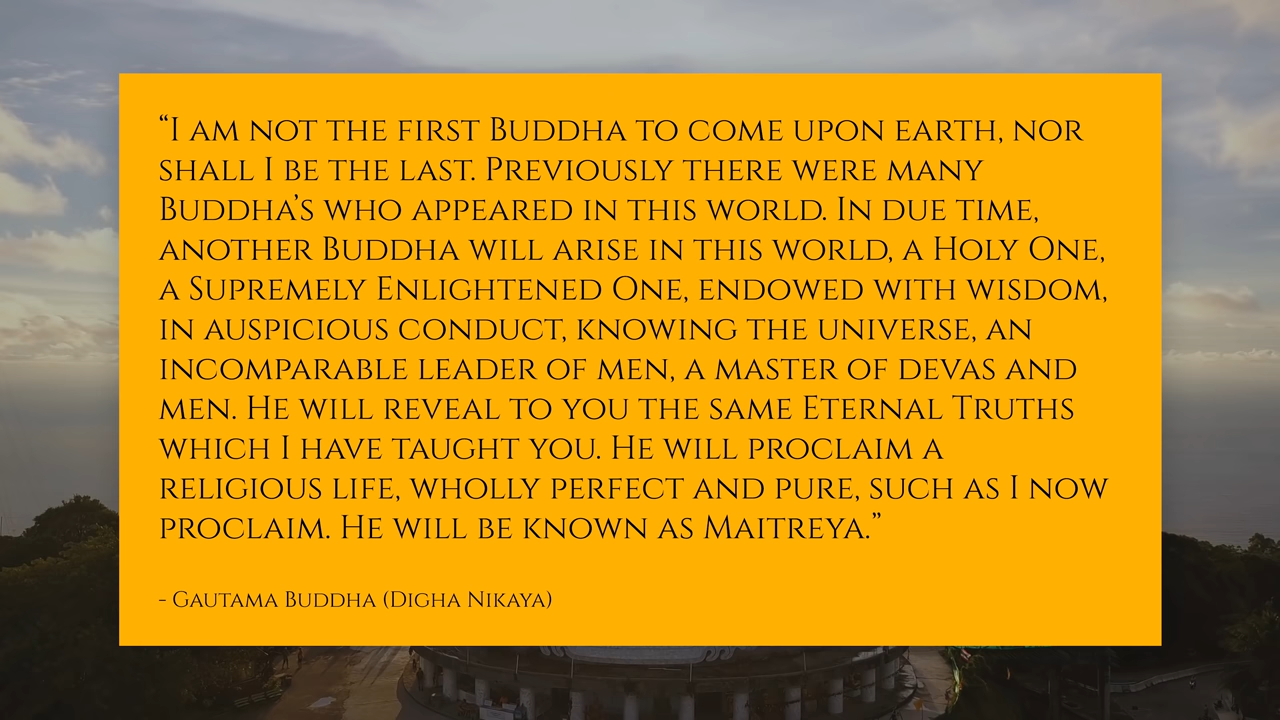 “I am not the first Buddha to come upon earth, nor
shall I be the last. Previously there were many
Buddha’s who appeared in this world. In due time,
another Buddha will arise in this world, a Holy One,
a Supremely Enlightened One, endowed with wisdom,
in auspicious conduct, knowing the universe, an
incomparable leader of men, a master of devas and
men. He will reveal to you the same Eternal Truths
which I have taught you. He will proclaim a
religious life, wholly perfect and pure, such as I now
proclaim. He will be known as Maitreya.”
- Gautama Buddha (Digha Nikaya)